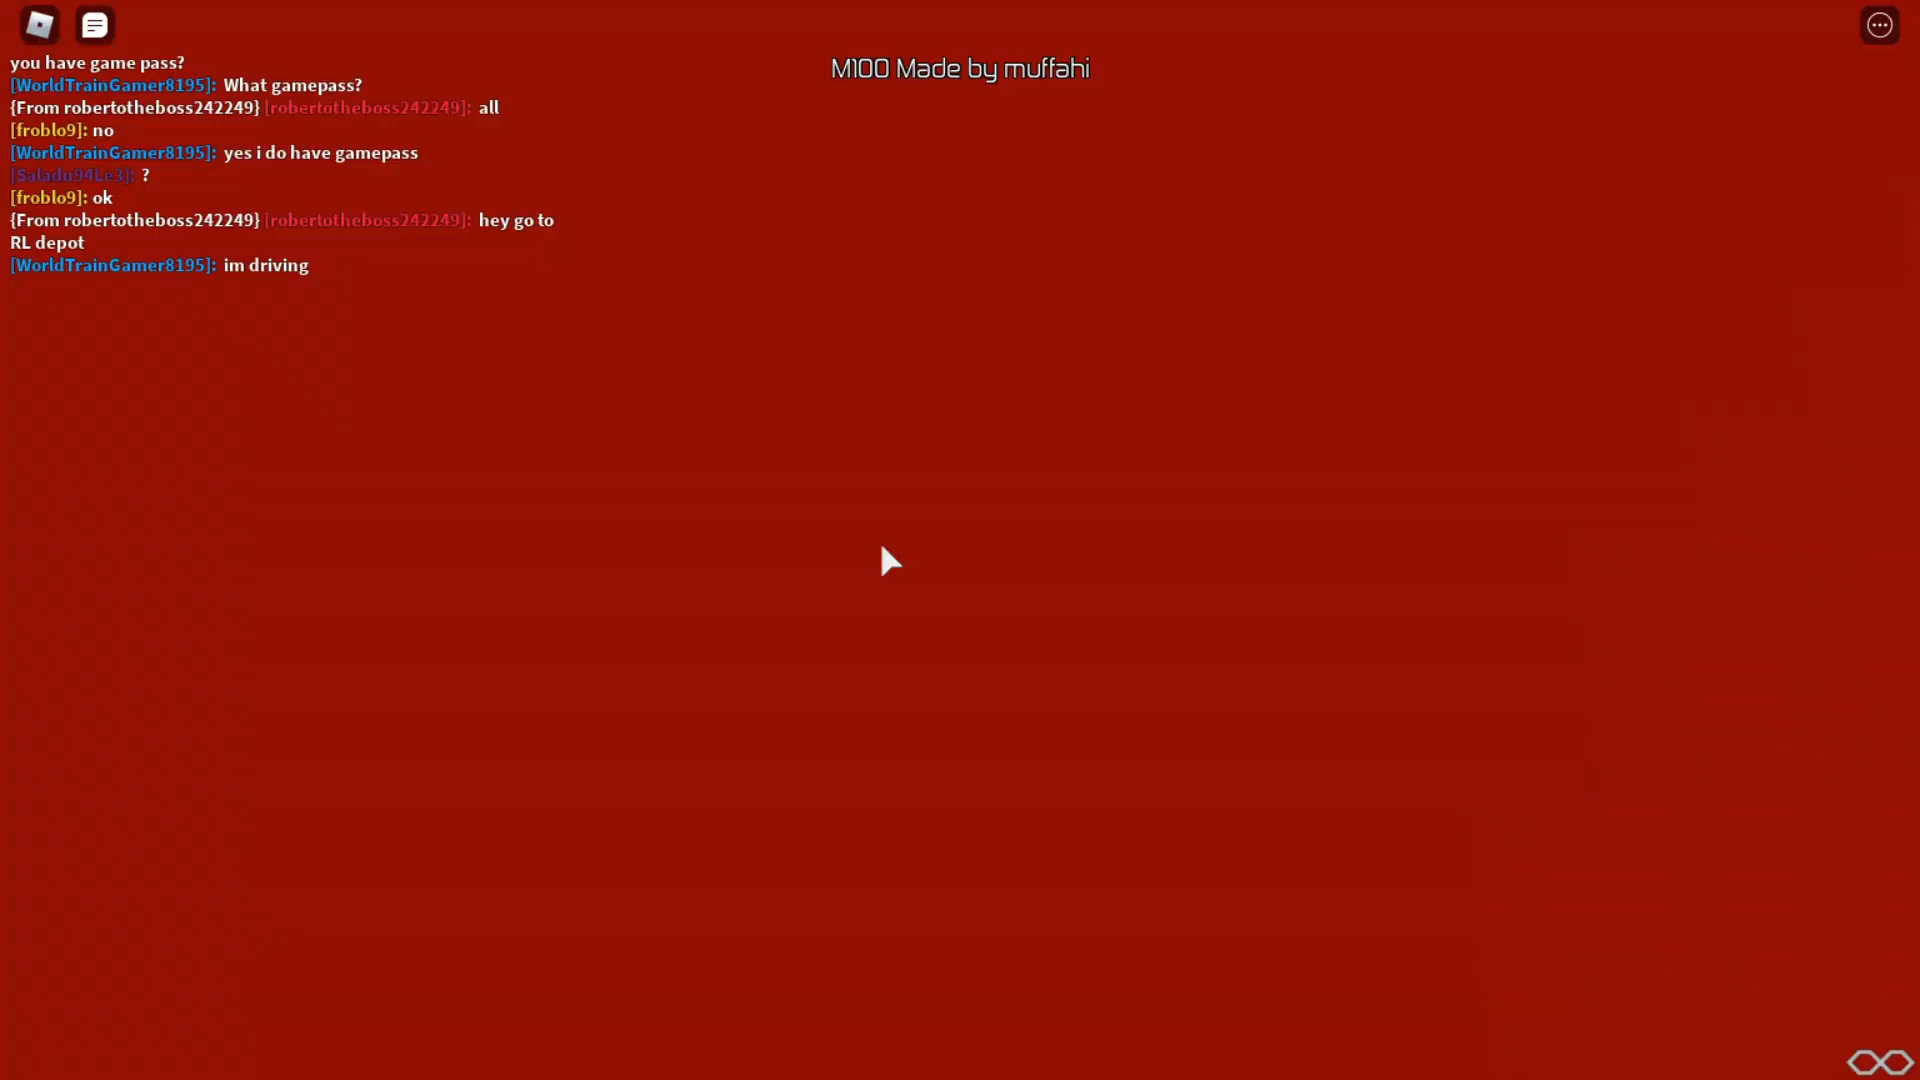 you have game pass?
M100 Made by muffahi
[WorldTrainGamer8195]: What gamepass?
{From robertotheboss242249} [robertotheboss242249]: all
[froblo9]: no
[WorldTrainGamer8195]: yes i do have gamepass
[Saladu94Le3]: ?
[froblo9]: ok
{From robertotheboss242249} [robertotheboss242249]: hey go to
RL depot
[WorldTrainGamer8195]: im driving